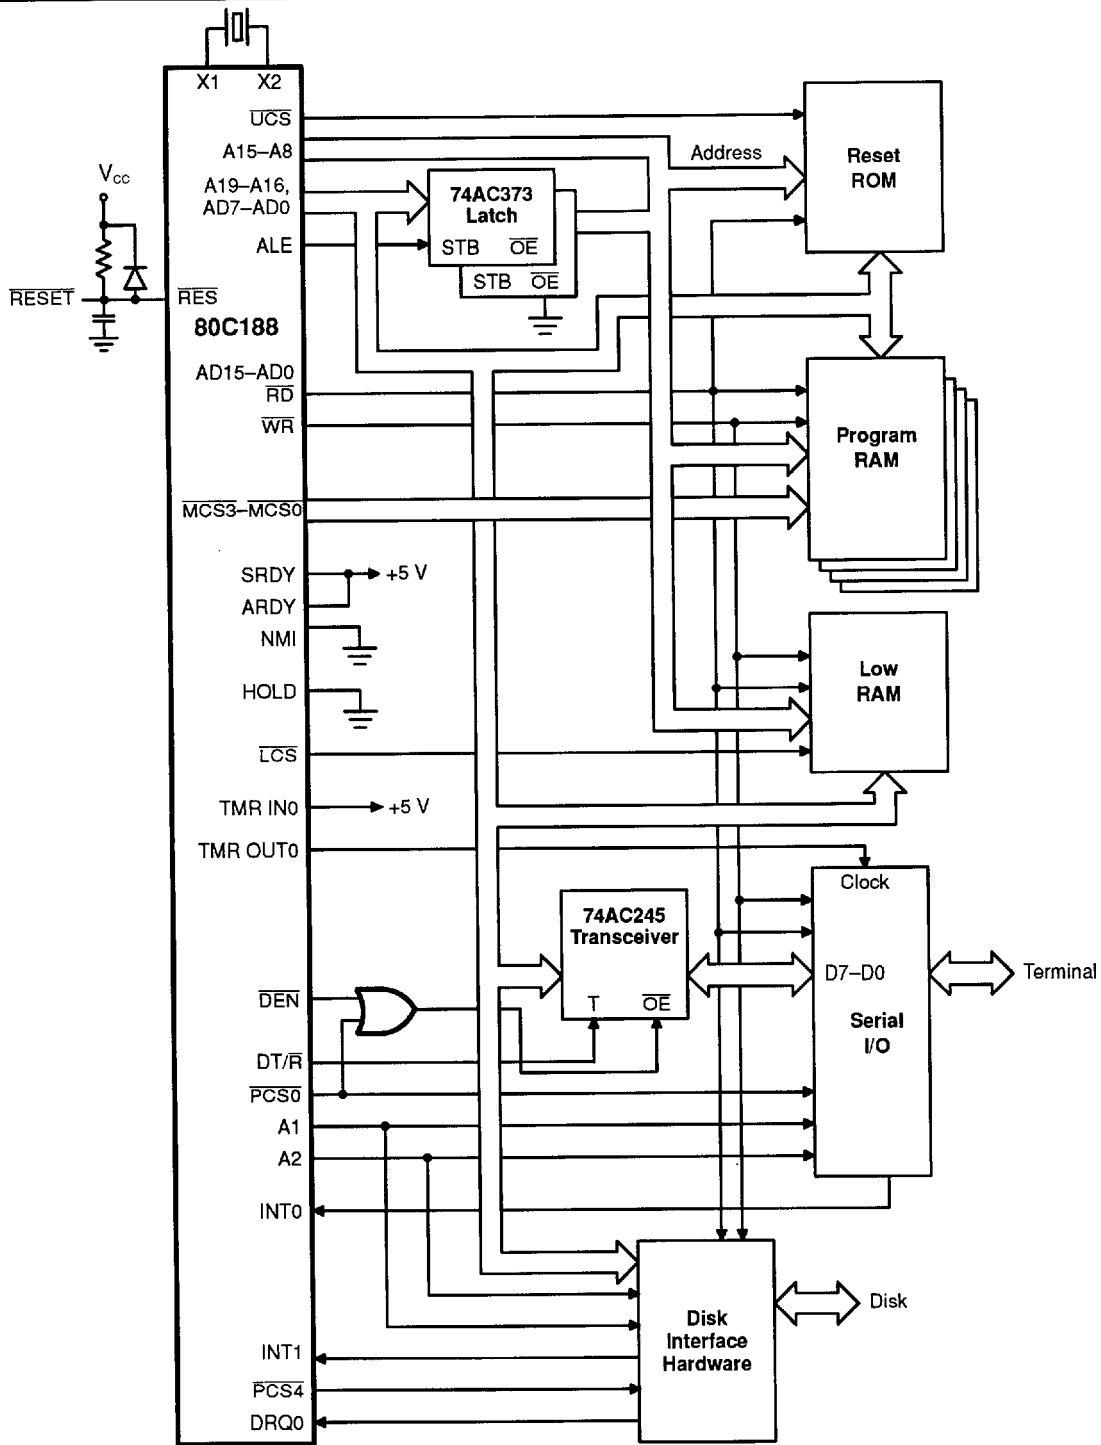 X1 X2
UCS
A15–A8
A19–A16,
AD7–AD0
ALE
VCC
RESET
RES
80C188
AD15–AD0
RD
WR
MCS3–MCS0
SRDY
+5 V
ARDY
NMI
HOLD
LCS
TMR IN0
+5 V
TMR OUT0
DEN
DT/R
PCS0
A1
A2
INT0
INT1
PCS4
DRQ0
74AC373
Latch
STB OE
STB OE
Address
Reset
ROM
Program
RAM
Low
RAM
74AC245
Transceiver
T OE
Clock
D7–D0
Serial
I/O
Terminal
Disk
Interface
Hardware
Disk